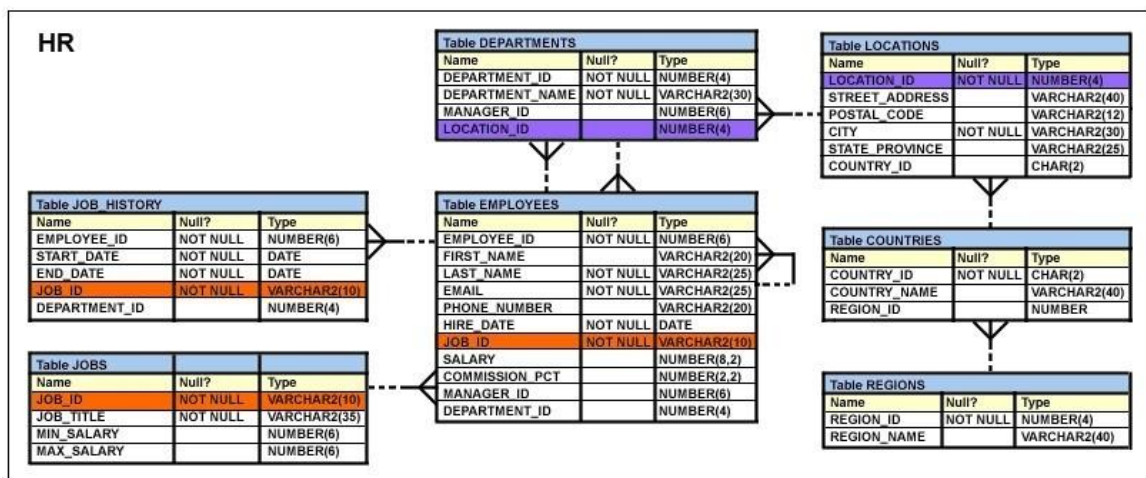 HR
Table DEPARTMENTS
Name Null? Type
DEPARTMENT_ID NOT NULL NUMBER(4)
DEPARTMENT_NAME NOT NULL VARCHAR2(30)
MANAGER_ID NUMBER(6)
LOCATION_ID NUMBER(4)
Table LOCATIONS
Name Null? Type
LOCATION_ID NOT NULL NUMBER(4)
STREET_ADDRESS VARCHAR2(40)
POSTAL_CODE VARCHAR2(12)
CITY NOT NULL VARCHAR2(30)
STATE_PROVINCE VARCHAR2(25)
COUNTRY_ID CHAR(2)
Table JOB_HISTORY
Name Null? Type
EMPLOYEE_ID NOT NULL NUMBER(6)
START_DATE NOT NULL DATE
END_DATE NOT NULL DATE
JOB_ID NOT NULL VARCHAR2(10)
DEPARTMENT_ID NUMBER(4)
Table EMPLOYEES
Name Null? Type
EMPLOYEE_ID NOT NULL NUMBER(6)
FIRST_NAME VARCHAR2(20)
LAST_NAME NOT NULL VARCHAR2(25)
EMAIL NOT NULL VARCHAR2(25)
PHONE_NUMBER VARCHAR2(20)
HIRE_DATE NOT NULL DATE
JOB_ID NOT NULL VARCHAR2(10)
SALARY NUMBER(8,2)
COMMISSION_PCT NUMBER(2,2)
MANAGER_ID NUMBER(6)
DEPARTMENT_ID NUMBER(4)
Table COUNTRIES
Name Null? Type
COUNTRY_ID NOT NULL CHAR(2)
COUNTRY_NAME VARCHAR2(40)
REGION_ID NUMBER
Table JOBS
Name Null? Type
JOB_ID NOT NULL VARCHAR2(10)
JOB_TITLE NOT NULL VARCHAR2(35)
MIN_SALARY NUMBER(6)
MAX_SALARY NUMBER(6)
Table REGIONS
Name Null? Type
REGION_ID NOT NULL NUMBER(4)
REGION_NAME VARCHAR2(40)